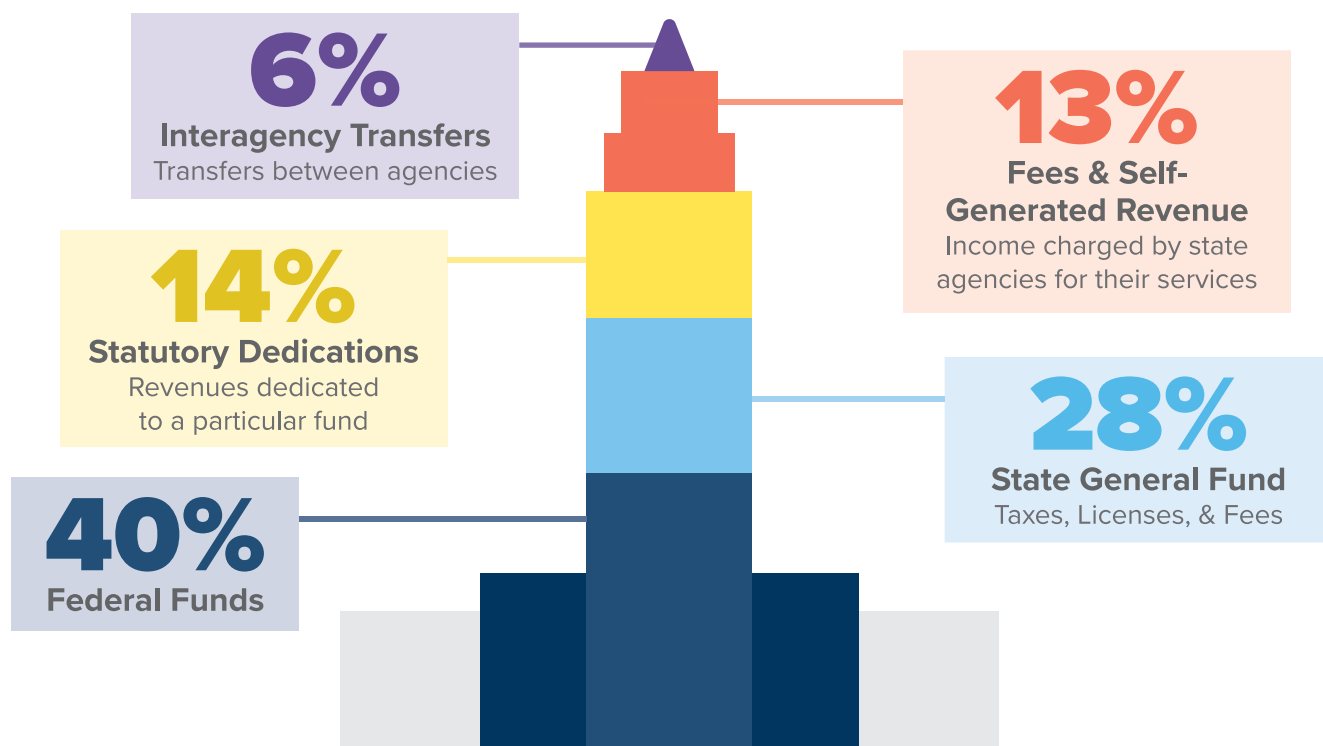 6%
Interagency Transfers
Transfers between agencies
13%
Fees & Self-
Generated Revenue
Income charged by state
agencies for their services
14%
Statutory Dedications
Revenues dedicated
to a particular fund
28%
State General Fund
Taxes, Licenses, & Fees
40%
Federal Funds